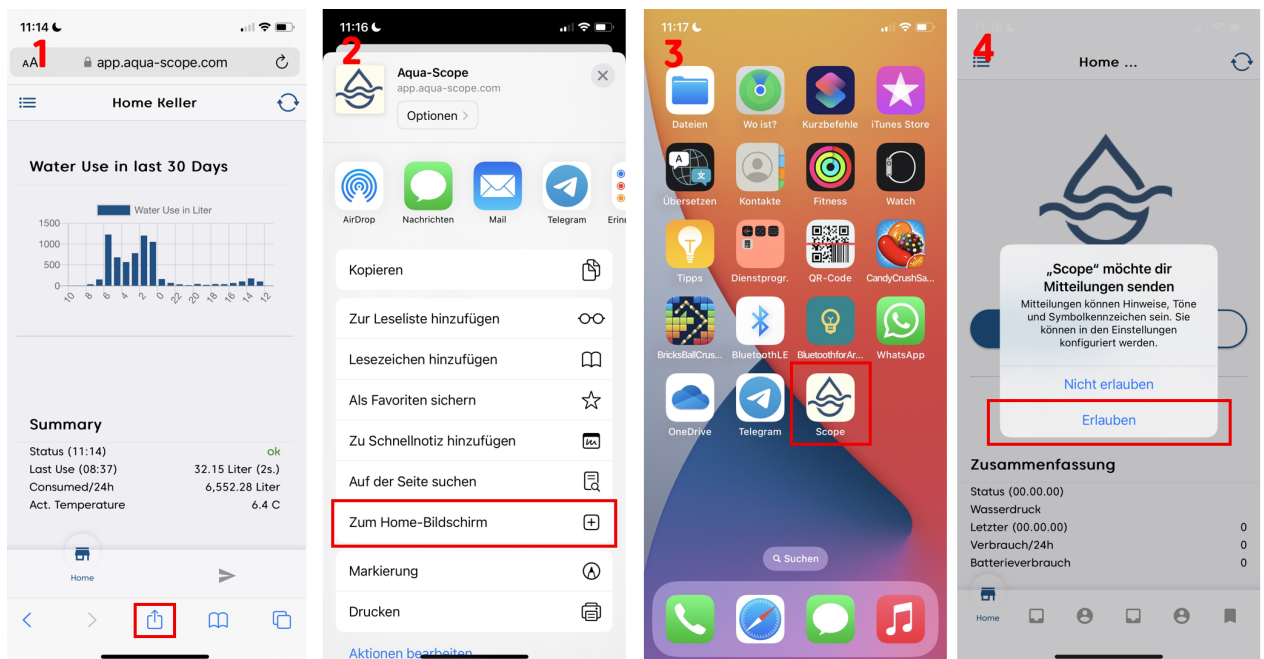 11:14
1
AA
app.aqua-scope.com
Home Keller
Water Use in last 30 Days
Water Use in Liter
1500
1000
500
0
10 8 6 4 2 0 22 20 18 16 14 12
Summary
Status (11:14) ok
Last Use (08:37) 32.15 Liter (2s.)
Consumed/24h 6,552.28 Liter
Act. Temperature 6.4 C
Home
11:16
2
Aqua-Scope
app.aqua-scope.com
Optionen
AirDrop Nachrichten Mail Telegram Erin
Kopieren
Zur Leseliste hinzufügen
Lesezeichen hinzufügen
Als Favoriten sichern
Zu Schnellnotiz hinzufügen
Auf der Seite suchen
Zum Home-Bildschirm
Markierung
Drucken
Aktionen bearbeiten
11:17
3
Dateien Wo ist? Kurzbefehle iTunes Store
Übersetzen Kontakte Fitness Watch
Tipps Dienstprogr. QR-Code CandyCrushSa...
BricksBallCrus... BluetoothLE BluetoothforAr... WhatsApp
OneDrive Telegram Scope
Suchen
4
Home ...
„Scope“ möchte dir
Mitteilungen senden
Mitteilungen können Hinweise, Töne
und Symbolkennzeichen sein. Sie
können in den Einstellungen
konfiguriert werden.
Nicht erlauben
Erlauben
Zusammenfassung
Status (00.00.00)
Wasserdruck
Letzter (00.00.00) 0
Verbrauch/24h 0
Batterieverbrauch 0
Home